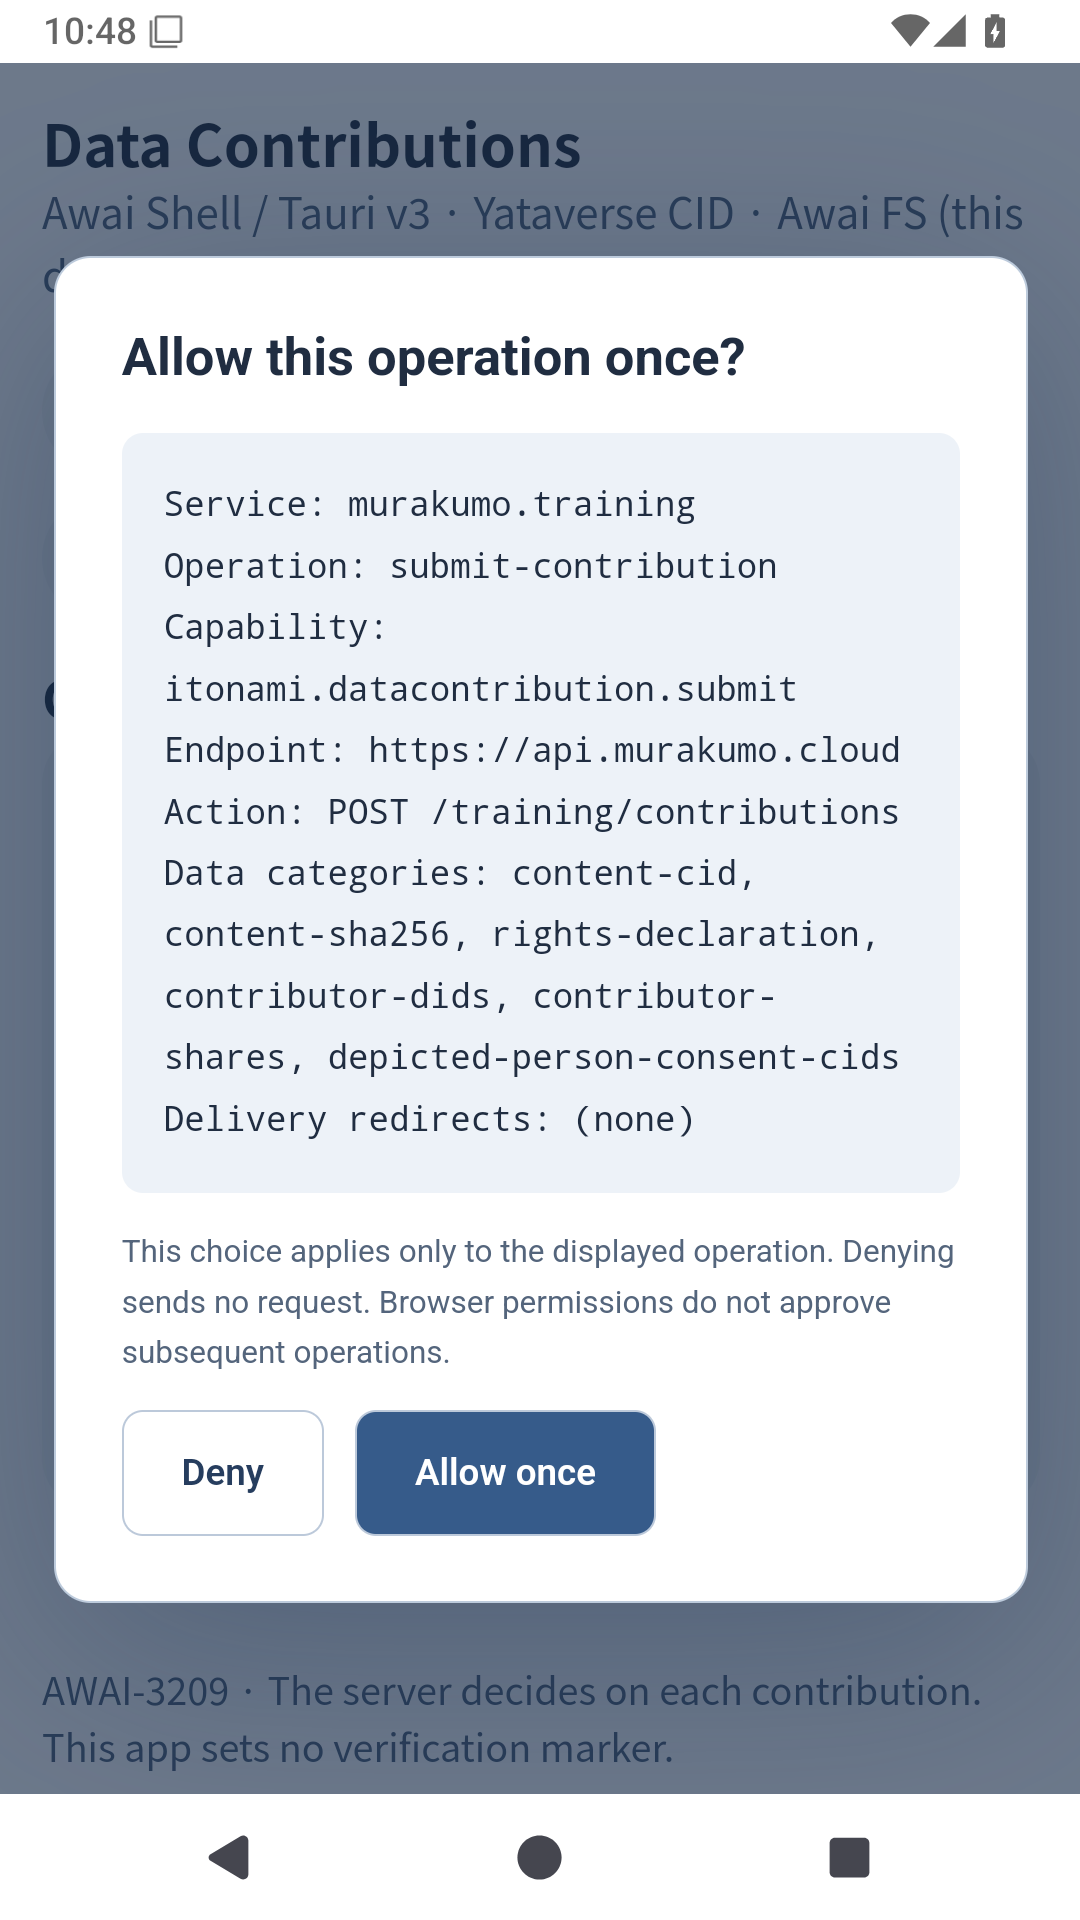 10:48
Data Contributions
Awai Shell / Tauri v3 · Yataverse CID · Awai FS (this
Allow this operation once?
Service: murakumo.training
Operation: submit-contribution
Capability:
itonami.datacontribution.submit
Endpoint: https://api.murakumo.cloud
Action: POST /training/contributions
Data categories: content-cid,
content-sha256, rights-declaration,
contributor-dids, contributor-
shares, depicted-person-consent-cids
Delivery redirects: (none)
This choice applies only to the displayed operation. Denying
sends no request. Browser permissions do not approve
subsequent operations.
Deny
Allow once
AWAI-3209 · The server decides on each contribution.
This app sets no verification marker.